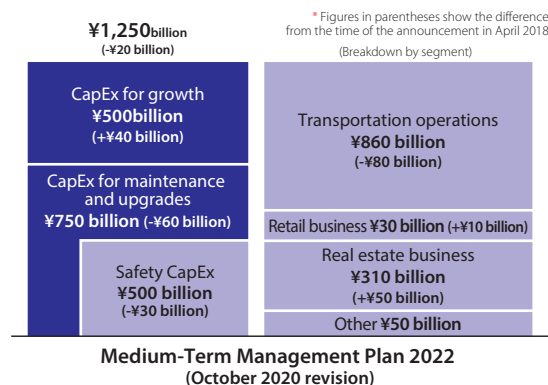 ¥1,250billion
(-¥20 billion)
* Figures in parentheses show the difference
from the time of the announcement in April 2018
(Breakdown by segment)
CapEx for growth
¥500billion
(+¥40 billion)
CapEx for maintenance
and upgrades
¥750 billion (-¥60 billion)
Safety CapEx
¥500 billion
(-¥30 billion)
Transportation operations
¥860 billion
(-¥80 billion)
Retail business ¥30 billion (+¥10 billion)
Real estate business
¥310 billion
(+¥50 billion)
Other ¥50 billion
Medium-Term Management Plan 2022
(October 2020 revision)